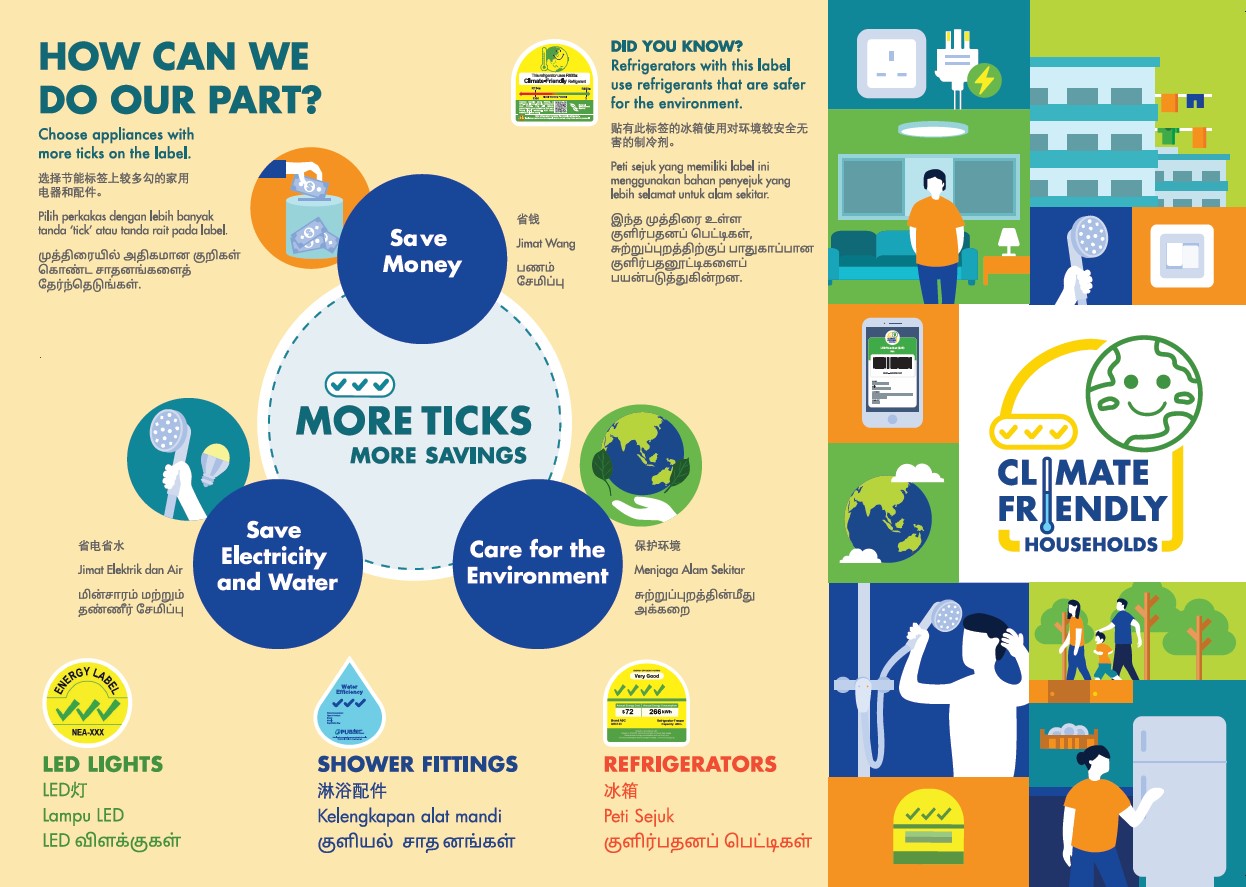 HOW CAN WE
DO OUR PART?
Choose appliances with
more ticks on the label.
选择节能标签上较多勾的家用
电器和配件。
Pilih perkakas dengan lebih banyak
tanda ‘tick’ atau tanda rait pada label.
முத்திரையில் அதிகமான குறிகள்
கொண்ட சாதனங்களைத்
தேர்ந்தெடுங்கள்.
This refrigerator uses R600a
Climate-Friendly Refrigerant
DID YOU KNOW?
Refrigerators with this label
use refrigerants that are safer
for the environment.
贴有此标签的冰箱使用对环境较安全无
害的制冷剂。
Peti sejuk yang memiliki label ini
menggunakan bahan penyejuk yang
lebih selamat untuk alam sekitar.
இந்த முத்திரை உள்ள
குளிர்பதனப் பெட்டிகள்,
சுற்றுப்புறத்திற்குப் பாதுகாப்பான
குளிர்பதனூட்டிகளைப்
பயன்படுத்துகின்றன.
Save
Money
省钱
Jimat Wang
பணம்
சேமிப்பு
MORE TICKS
MORE SAVINGS
Save
Electricity
and Water
省电省水
Jimat Elektrik dan Air
மின்சாரம் மற்றும்
தண்ணீர் சேமிப்பு
Care for the
Environment
保护环境
Menjaga Alam Sekitar
சுற்றுப்புறத்தின்மீது
அக்கறை
ENERGY LABEL
NEA-XXX
LED LIGHTS
LED灯
Lampu LED
LED விளக்குகள்
Water
Efficiency
PUB
SHOWER FITTINGS
淋浴配件
Kelengkapan alat mandi
குளியல் சாதனங்கள்
Very Good
$72 266kWh
REFRIGERATORS
冰箱
Peti Sejuk
குளிர்பதனப் பெட்டிகள்
CLIMATE
FRIENDLY
HOUSEHOLDS